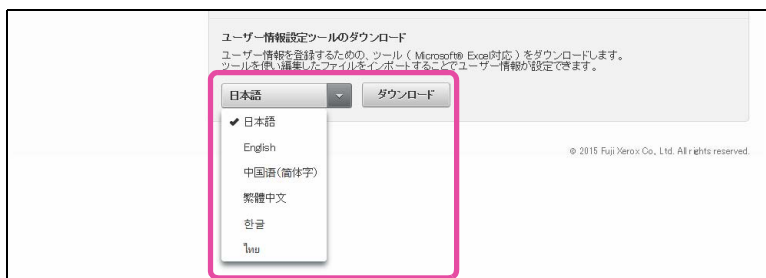 ユーザー情報設定ツールのダウンロード
ユーザー情報を登録するための、ツール ( Microsoft® Excel対応 ) をダウンロードします。
ツールを使い編集したファイルをインポートすることでユーザー情報が設定できます。
日本語 ダウンロード
✔ 日本語
English
中国语(简体字)
繁體中文
한글
ไทย
© 2015 Fuji Xerox Co., Ltd. All rights reserved.